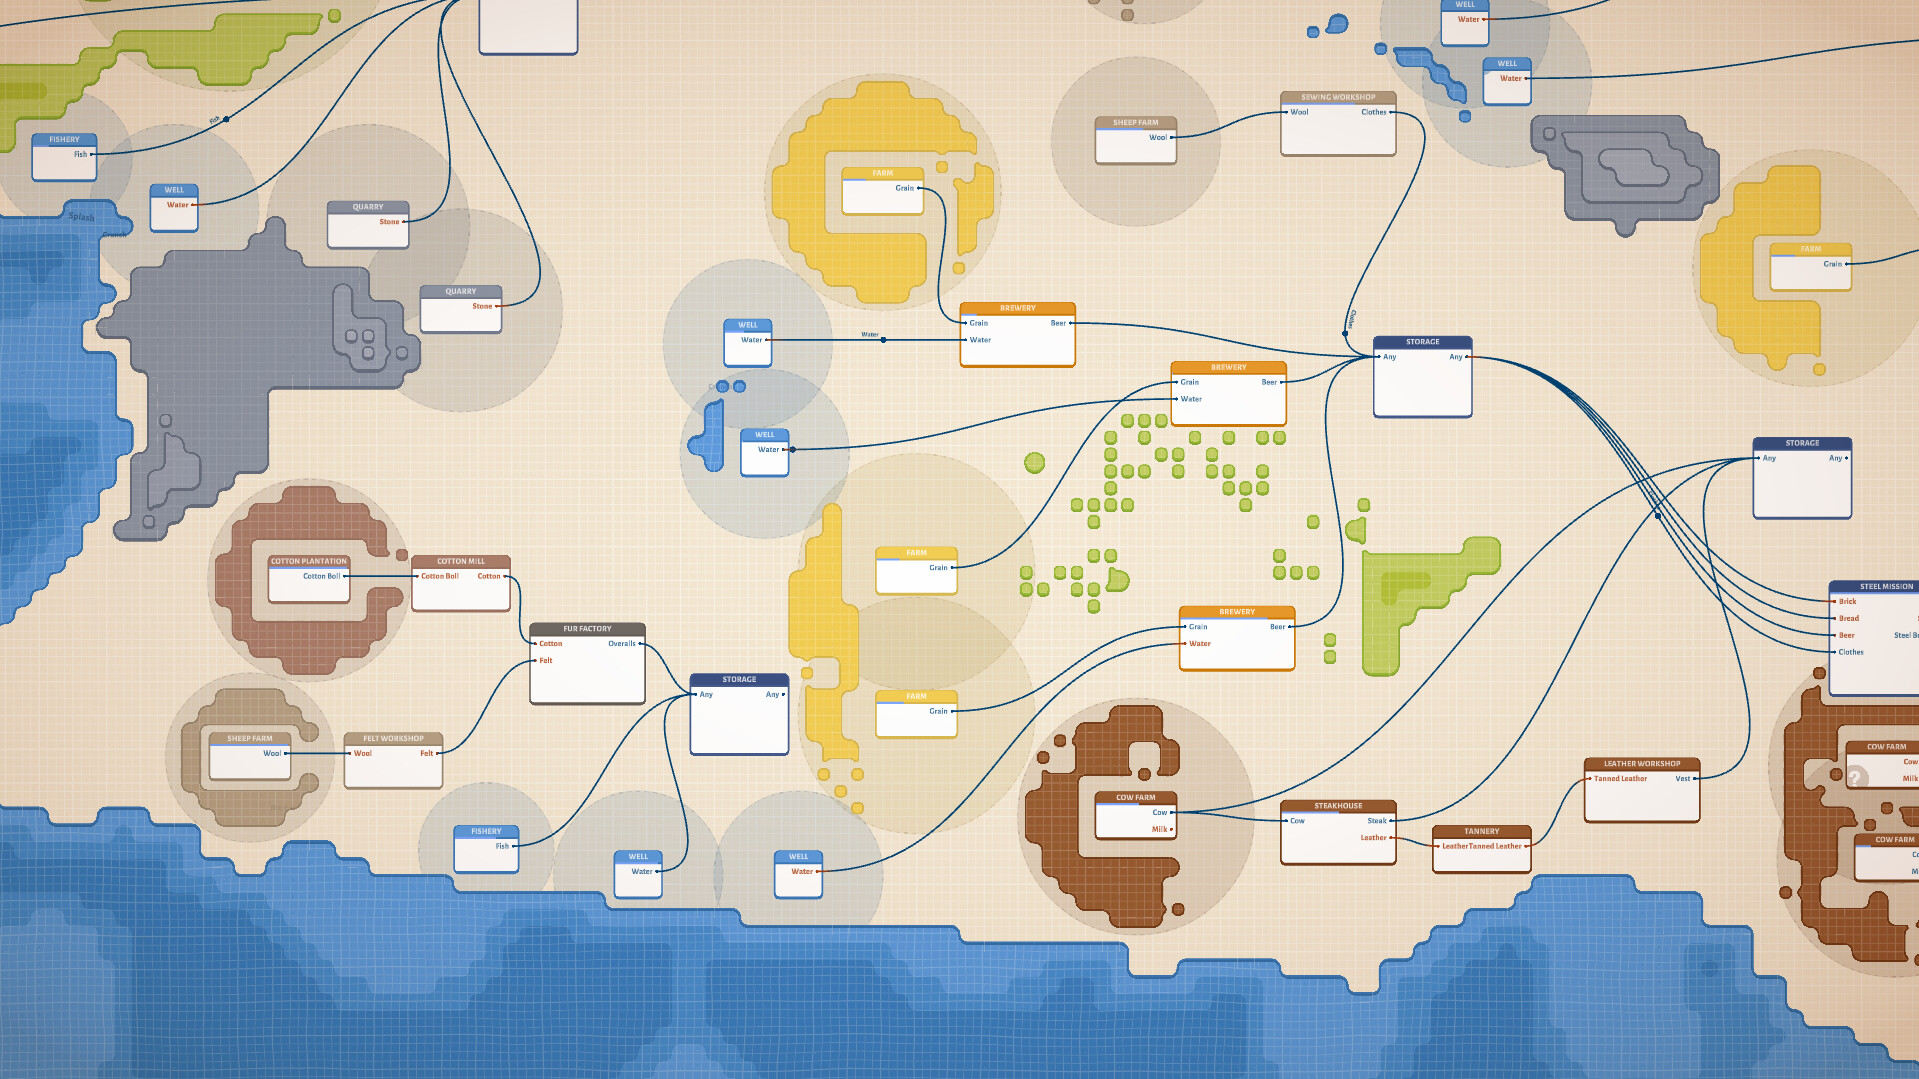 WELL
Water
WELL
Water
SEWING WORKSHOP
Wool Clothes
SHEEP FARM
Wool
Fish
FISHERY
Fish
WELL
Water
Splash
Crunch
QUARRY
Stone
QUARRY
Stone
FARM
Grain
FARM
Grain
BREWERY
Grain Beer
Water
WELL
Water
Water
Clothes
STORAGE
Any Any
BREWERY
Grain Beer
Water
WELL
Water
STORAGE
Any Any
COTTON PLANTATION
Cotton Boll
COTTON MILL
Cotton Boll Cotton
FARM
Grain
STEEL MISSION
Brick
Bread
Beer Steel Be
Clothes
FUR FACTORY
Cotton Overalls
Felt
BREWERY
Grain Beer
Water
STORAGE
Any Any
FARM
Grain
SHEEP FARM
Wool
FELT WORKSHOP
Wool Felt
COW FARM
Cow
Milk
?
LEATHER WORKSHOP
Tanned Leather Vest
COW FARM
Cow
Milk
STEAKHOUSE
Cow Steak
Leather
TANNERY
Leather Tanned Leather
FISHERY
Fish
WELL
Water
WELL
Water
COW FARM
Co
M